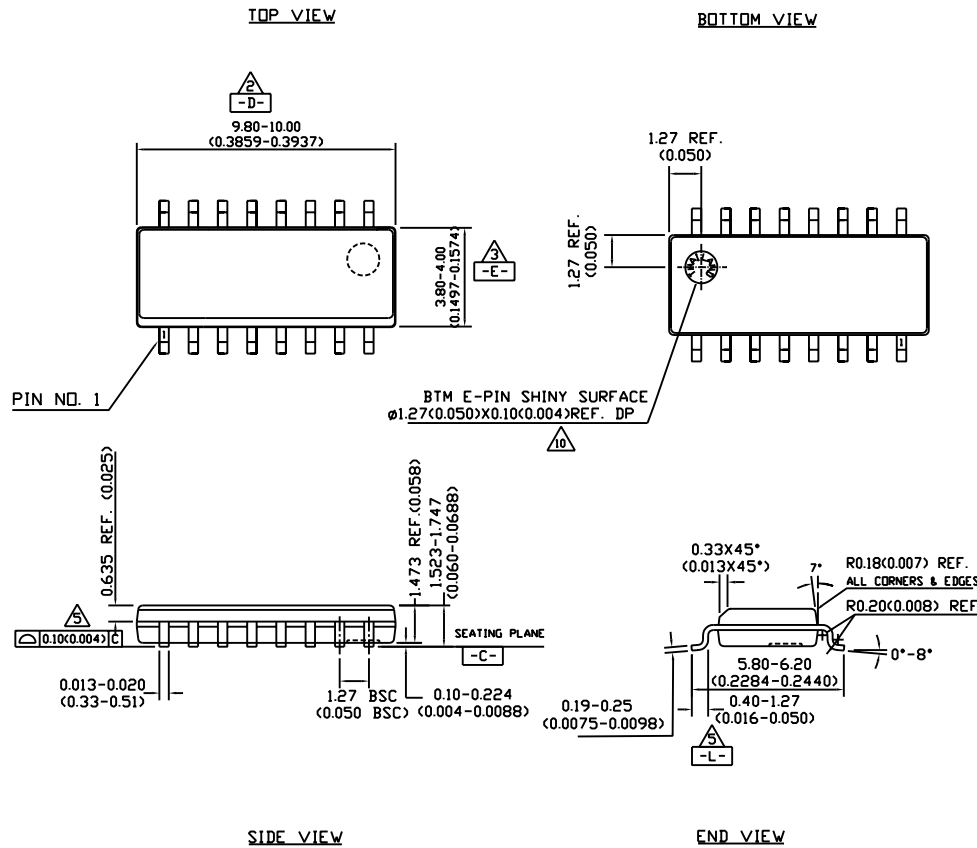 TOP VIEW
BOTTOM VIEW
2
-D-
9.80-10.00
(0.3859-0.3937)
1.27 REF.
(0.050)
1.27 REF.
(0.050)
3.80-4.00
(0.1497-0.1574)
3
-E-
1
1
PIN NO. 1
BTM E-PIN SHINY SURFACE
ø1.27(0.050)X0.10(0.004)REF. DP
10
0.635 REF. (0.025)
1.473 REF.(0.058)
1.523-1.747
(0.060-0.0688)
0.33X45°
(0.013X45°)
7°
R0.18(0.007) REF.
ALL CORNERS & EDGES
R0.20(0.008) REF
5
0.10(0.004) C
SEATING PLANE
-C-
0°-8°
0.013-0.020
(0.33-0.51)
1.27 BSC
(0.050 BSC)
0.10-0.224
(0.004-0.0088)
5.80-6.20
(0.2284-0.2440)
0.19-0.25
(0.0075-0.0098)
0.40-1.27
(0.016-0.050)
5
-L-
SIDE VIEW
END VIEW